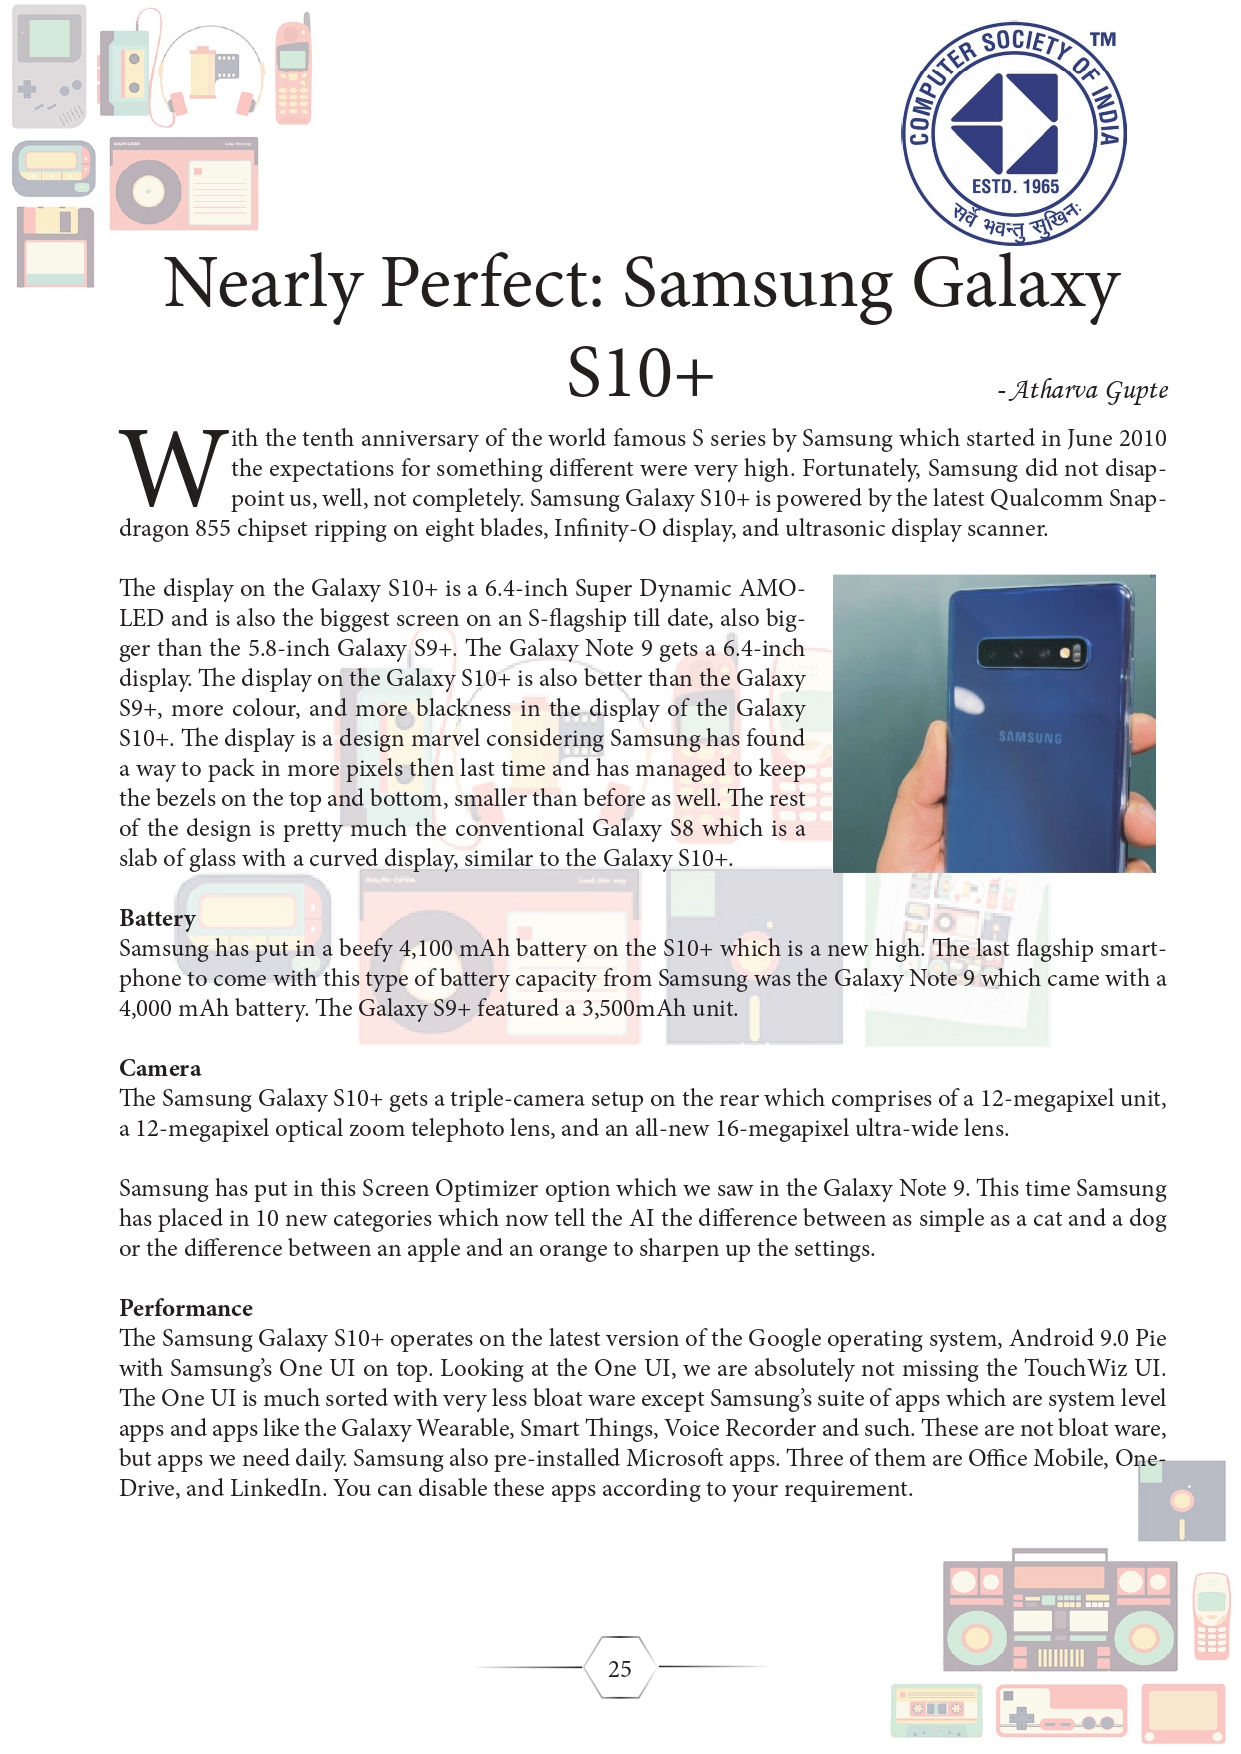 COMPUTER SOCIETY OF INDIA
TM
ESTD. 1965
सर्वे भवन्तु सुखिनः
Nearly Perfect: Samsung Galaxy
S10+
- Atharva Gupte
With the tenth anniversary of the world famous S series by Samsung which started in June 2010
the expectations for something different were very high. Fortunately, Samsung did not disap-
point us, well, not completely. Samsung Galaxy S10+ is powered by the latest Qualcomm Snap-
dragon 855 chipset ripping on eight blades, Infinity-O display, and ultrasonic display scanner.
The display on the Galaxy S10+ is a 6.4-inch Super Dynamic AMO-
LED and is also the biggest screen on an S-flagship till date, also big-
ger than the 5.8-inch Galaxy S9+. The Galaxy Note 9 gets a 6.4-inch
display. The display on the Galaxy S10+ is also better than the Galaxy
S9+, more colour, and more blackness in the display of the Galaxy
S10+. The display is a design marvel considering Samsung has found
a way to pack in more pixels then last time and has managed to keep
the bezels on the top and bottom, smaller than before as well. The rest
of the design is pretty much the conventional Galaxy S8 which is a
slab of glass with a curved display, similar to the Galaxy S10+.
SAMSUNG
Battery
Samsung has put in a beefy 4,100 mAh battery on the S10+ which is a new high. The last flagship smart-
phone to come with this type of battery capacity from Samsung was the Galaxy Note 9 which came with a
4,000 mAh battery. The Galaxy S9+ featured a 3,500mAh unit.
Camera
The Samsung Galaxy S10+ gets a triple-camera setup on the rear which comprises of a 12-megapixel unit,
a 12-megapixel optical zoom telephoto lens, and an all-new 16-megapixel ultra-wide lens.
Samsung has put in this Screen Optimizer option which we saw in the Galaxy Note 9. This time Samsung
has placed in 10 new categories which now tell the AI the difference between as simple as a cat and a dog
or the difference between an apple and an orange to sharpen up the settings.
Performance
The Samsung Galaxy S10+ operates on the latest version of the Google operating system, Android 9.0 Pie
with Samsung's One UI on top. Looking at the One UI, we are absolutely not missing the TouchWiz UI.
The One UI is much sorted with very less bloat ware except Samsung's suite of apps which are system level
apps and apps like the Galaxy Wearable, Smart Things, Voice Recorder and such. These are not bloat ware,
but apps we need daily. Samsung also pre-installed Microsoft apps. Three of them are Office Mobile, One-
Drive, and LinkedIn. You can disable these apps according to your requirement.
25